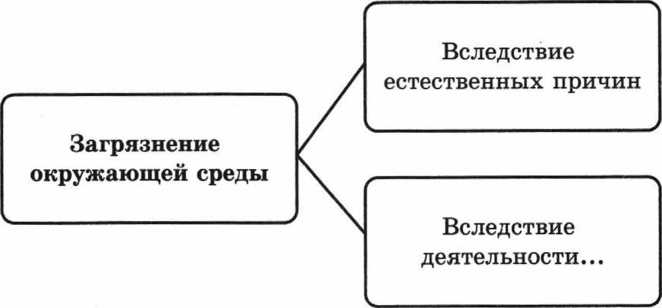 Вследствие
естественных причин
Загрязнение
окружающей среды
Вследствие
деятельности...